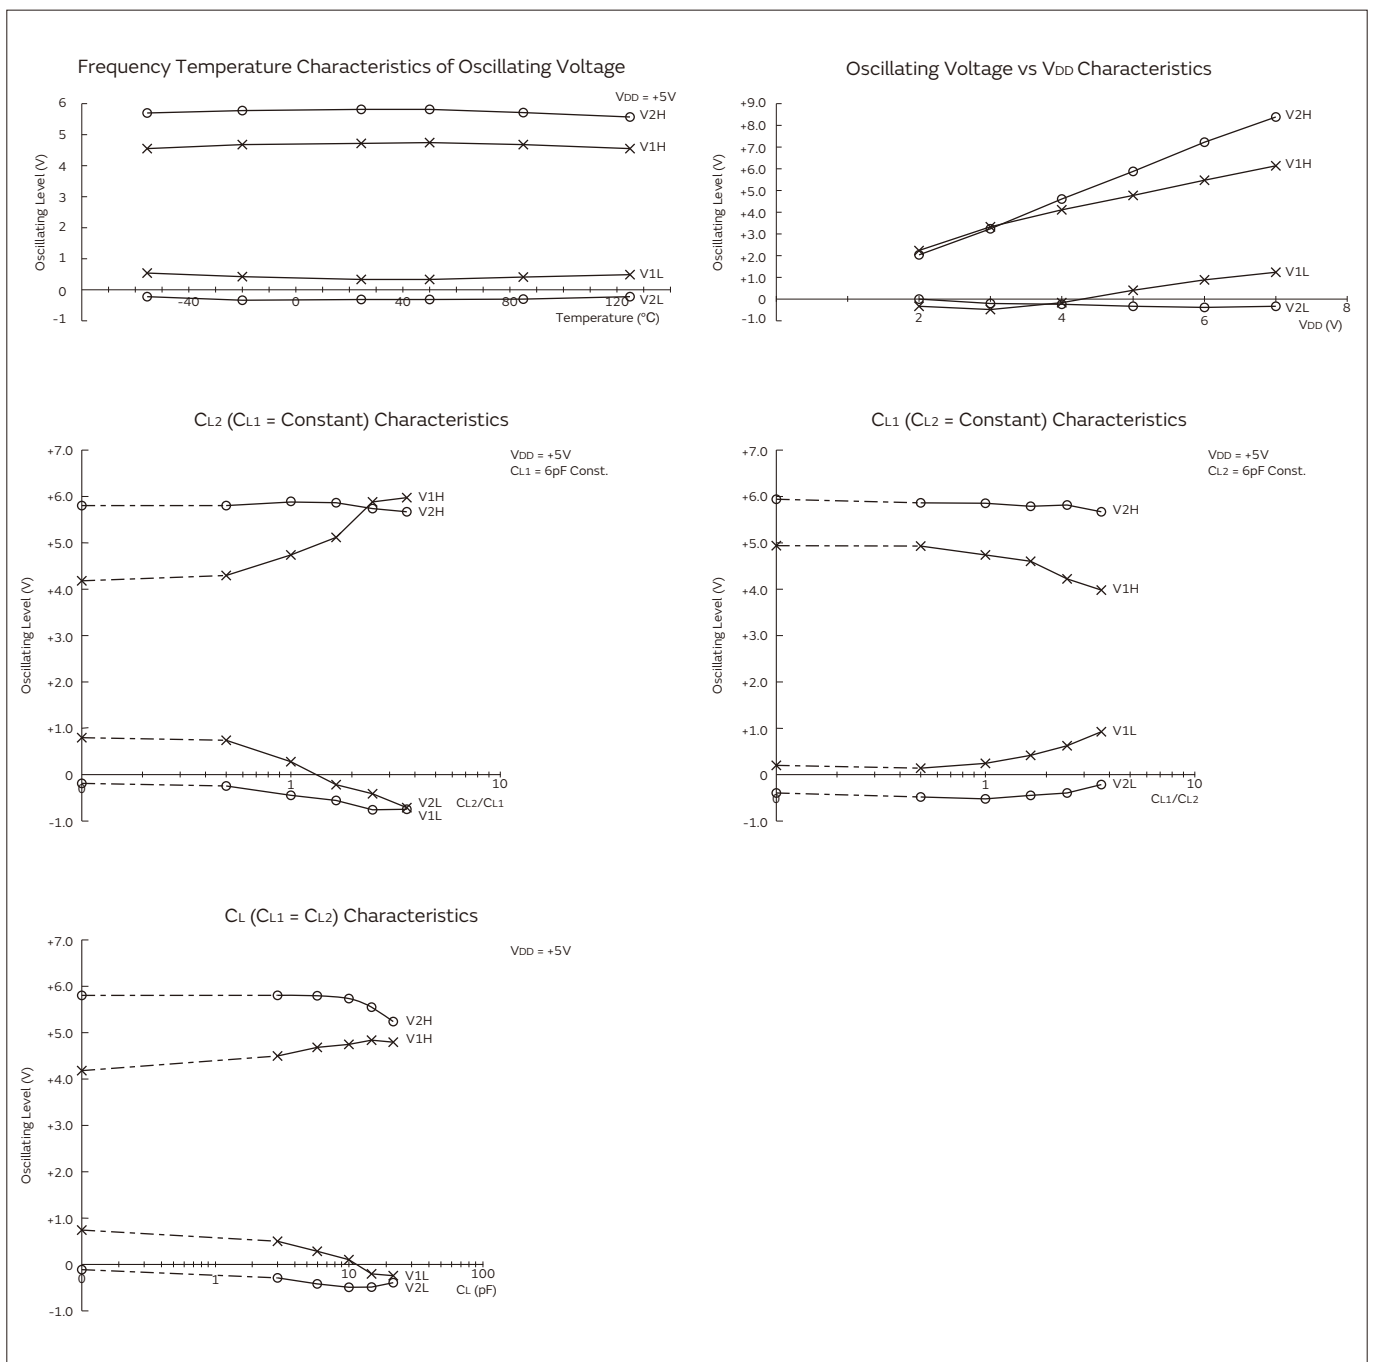 Frequency Temperature Characteristics of Oscillating Voltage
VDD = +5V
Oscillating Level (V)
6
5
4
3
2
1
0
-1
V2H
V1H
V1L
V2L
-40 0 40 80 120
Temperature (°C)
Oscillating Voltage vs VDD Characteristics
Oscillating Level (V)
+9.0
+8.0
+7.0
+6.0
+5.0
+4.0
+3.0
+2.0
+1.0
0
-1.0
V2H
V1H
V1L
V2L
2 4 6 8
VDD (V)
CL2 (CL1 = Constant) Characteristics
VDD = +5V
CL1 = 6pF Const.
Oscillating Level (V)
+7.0
+6.0
+5.0
+4.0
+3.0
+2.0
+1.0
0
-1.0
V1H
V2H
V2L
V1L
0 1 10
CL2/CL1
CL1 (CL2 = Constant) Characteristics
VDD = +5V
CL2 = 6pF Const.
Oscillating Level (V)
+7.0
+6.0
+5.0
+4.0
+3.0
+2.0
+1.0
0
-1.0
V2H
V1H
V1L
V2L
0 1 10
CL1/CL2
CL (CL1 = CL2) Characteristics
VDD = +5V
Oscillating Level (V)
+7.0
+6.0
+5.0
+4.0
+3.0
+2.0
+1.0
0
-1.0
V2H
V1H
V1L
V2L
0 1 10 100
CL (pF)